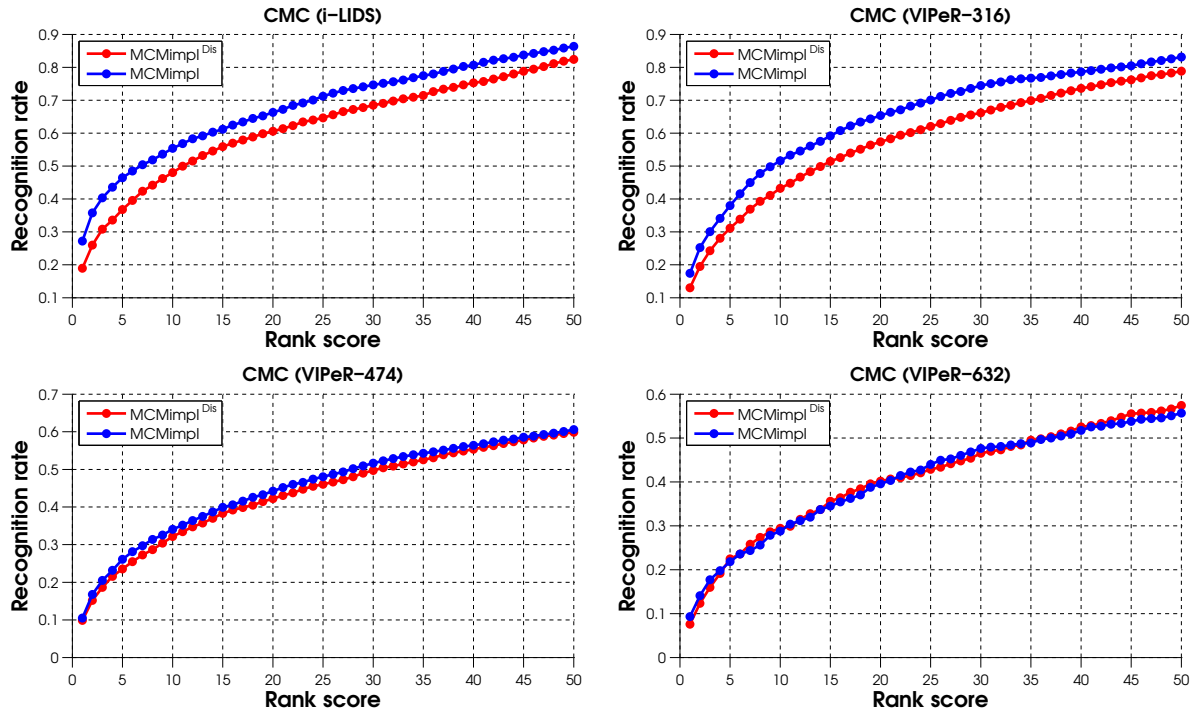 CMC (i−LIDS)
0.9
0.8
0.7
0.6
0.5
0.4
0.3
0.2
0.1
Recognition rate
MCMimpl Dis
MCMimpl
0 5 10 15 20 25 30 35 40 45 50
Rank score
CMC (VIPeR−316)
0.9
0.8
0.7
0.6
0.5
0.4
0.3
0.2
0.1
Recognition rate
MCMimpl Dis
MCMimpl
0 5 10 15 20 25 30 35 40 45 50
Rank score
CMC (VIPeR−474)
0.7
0.6
0.5
0.4
0.3
0.2
0.1
0
Recognition rate
MCMimpl Dis
MCMimpl
0 5 10 15 20 25 30 35 40 45 50
Rank score
CMC (VIPeR−632)
0.6
0.5
0.4
0.3
0.2
0.1
0
Recognition rate
MCMimpl Dis
MCMimpl
0 5 10 15 20 25 30 35 40 45 50
Rank score